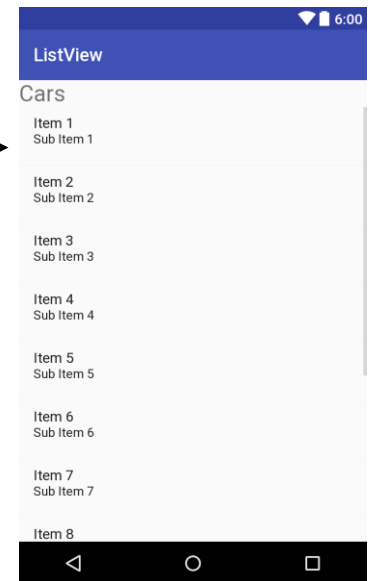 6:00
ListView
Cars
Item 1
Sub Item 1
Item 2
Sub Item 2
Item 3
Sub Item 3
Item 4
Sub Item 4
Item 5
Sub Item 5
Item 6
Sub Item 6
Item 7
Sub Item 7
Item 8